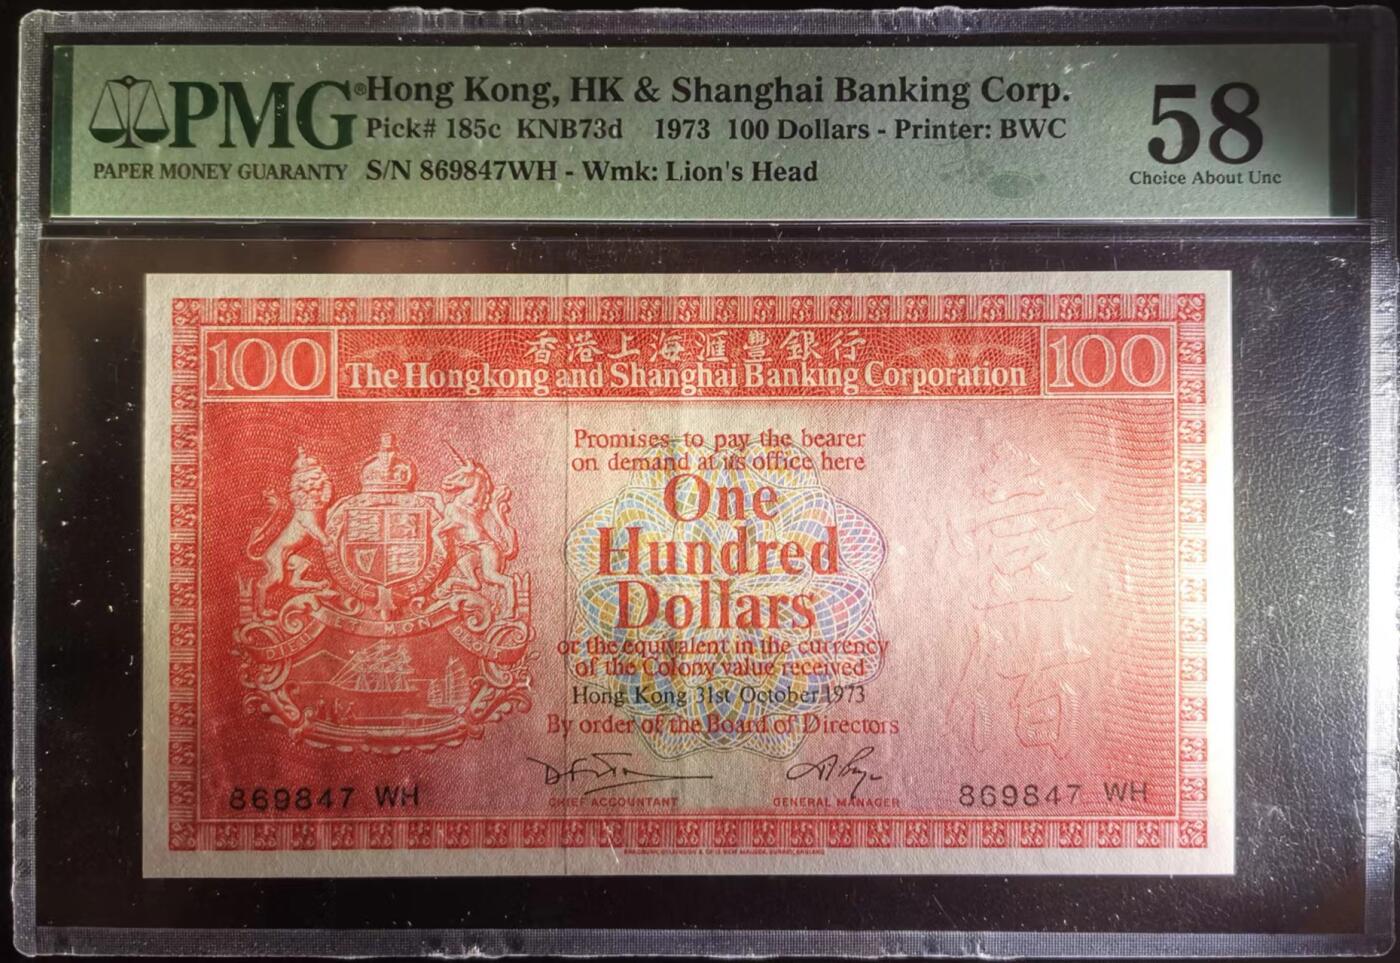 PMG® Hong Kong, HK & Shanghai Banking Corp.
Pick# 185c KNB73d 1973 100 Dollars - Printer: BWC
PAPER MONEY GUARANTY S/N 869847WH - Wmk: Lion's Head
58
Choice About Unc
100 香港上海滙豐銀行 100
The Hongkong and Shanghai Banking Corporation
Promises to pay the bearer
on demand at its office here
One
Hundred
Dollars
or the equivalent in the currency
of the Colony value received
Hong Kong 31st October 1973
By order of the Board of Directors
壹
佰
DIEU ET MON DROIT
869847 WH
CHIEF ACCOUNTANT
GENERAL MANAGER
869847 WH